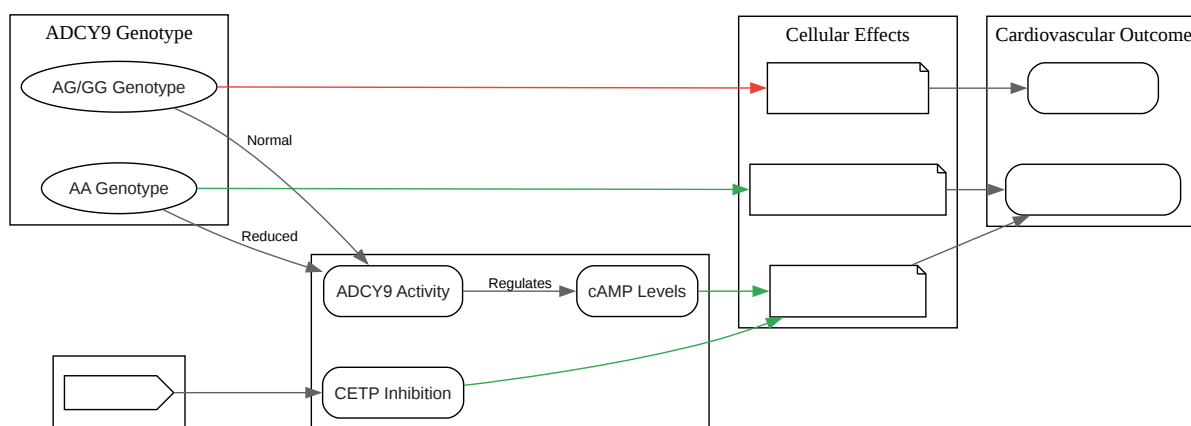 ADCY9 Genotype
Cellular Effects
Cardiovascular Outcome
AG/GG Genotype
Normal
AA Genotype
Reduced
ADCY9 Activity
Regulates
cAMP Levels
CETP Inhibition